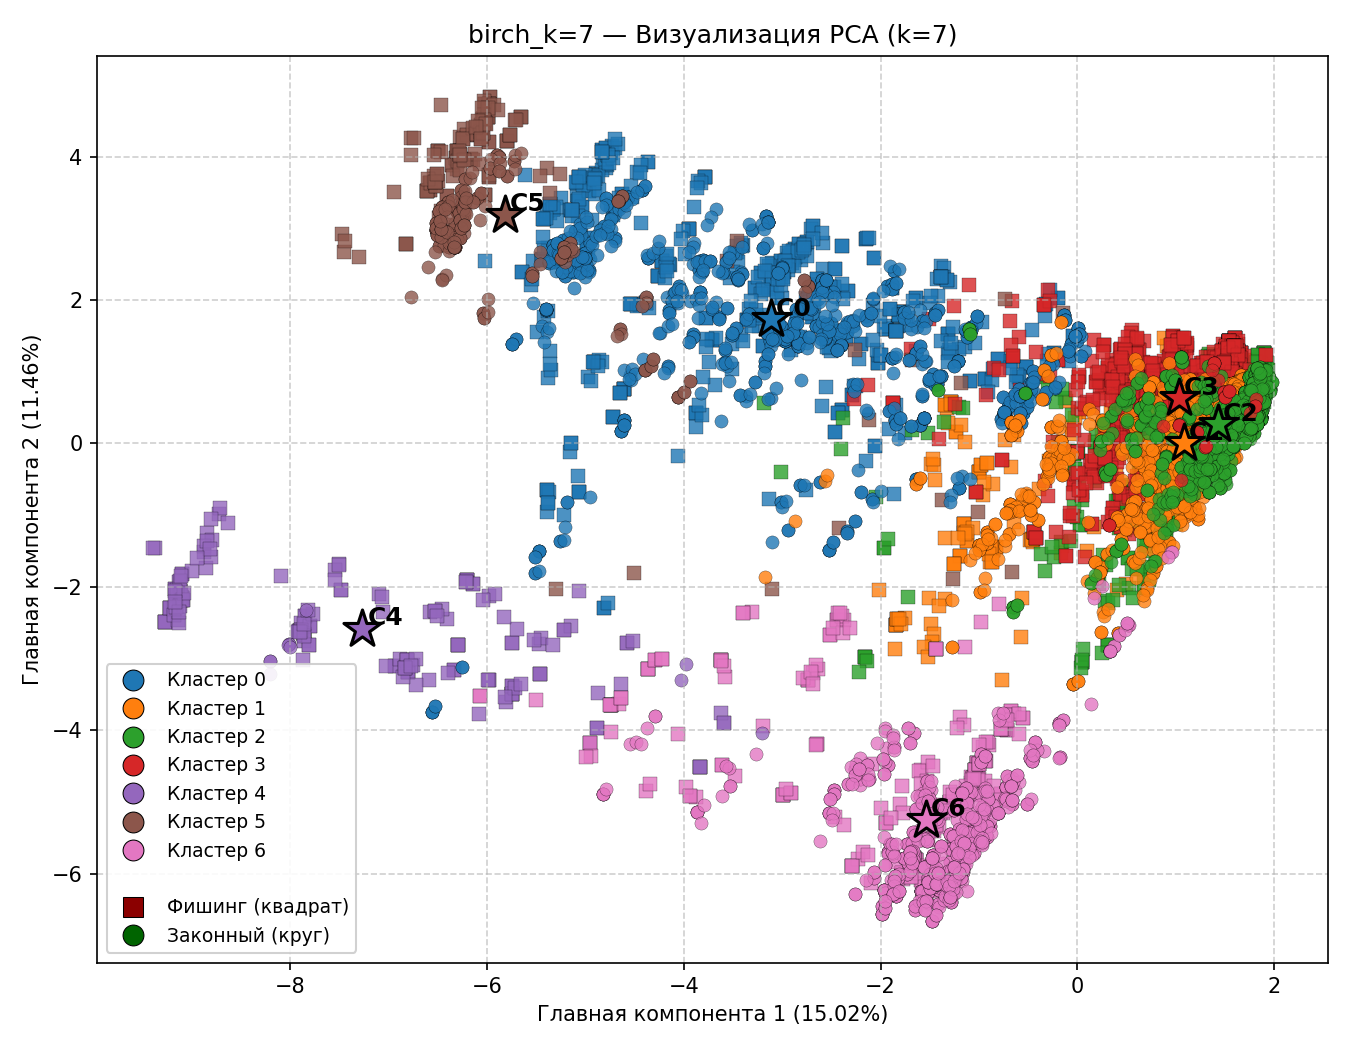 birch_k=7 — Визуализация PCA (k=7)
Главная компонента 2 (11.46%)
4
2
0
−2
−4
−6
C5
C0
C3
C2
C4
C6
Кластер 0
Кластер 1
Кластер 2
Кластер 3
Кластер 4
Кластер 5
Кластер 6
Фишинг (квадрат)
Законный (круг)
−8
−6
−4
−2
0
2
Главная компонента 1 (15.02%)